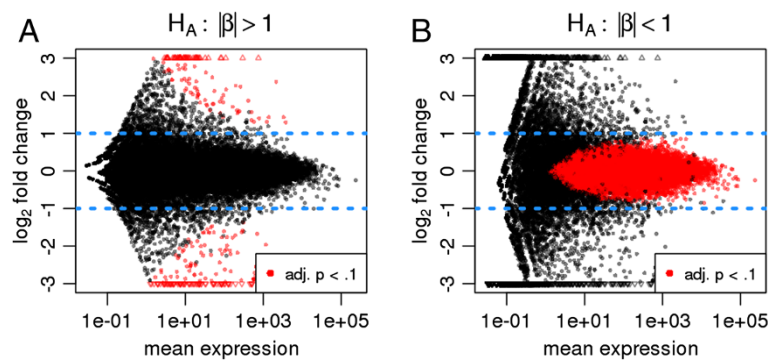 A
H_A : |β| > 1
log₂ fold change
3
2
1
0
-1
-2
-3
adj. p < .1
1e-01
1e+01
1e+03
1e+05
mean expression
B
H_A : |β| < 1
log₂ fold change
3
2
1
0
-1
-2
-3
adj. p < .1
1e-01
1e+01
1e+03
1e+05
mean expression